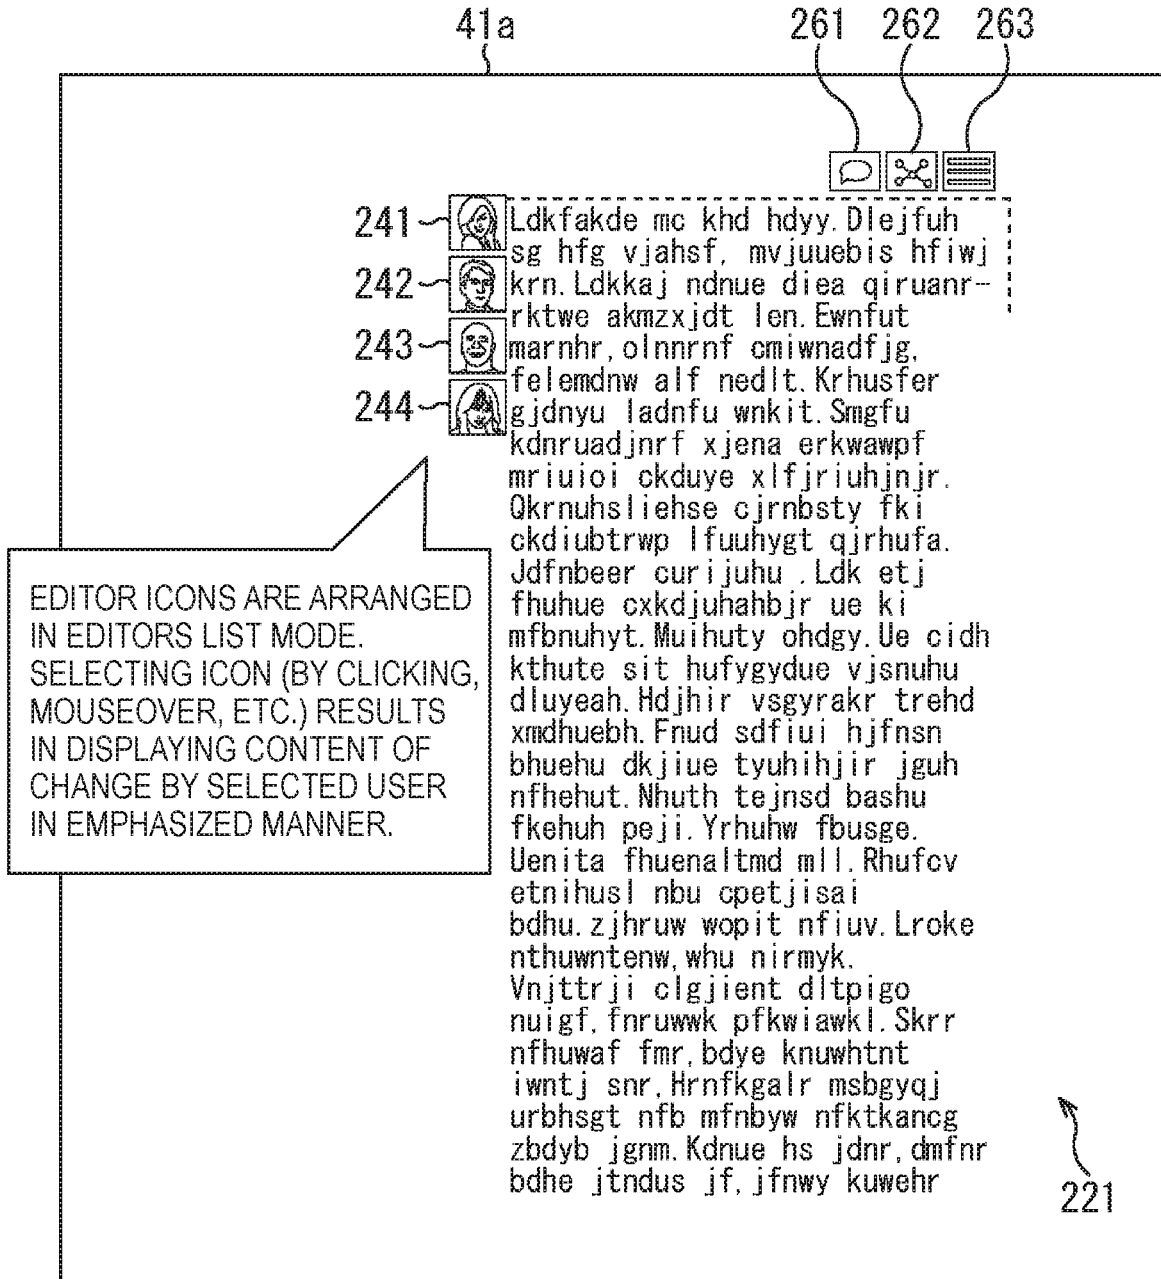 41a
261 262 263
241
242
243
244
Ldkfakde mc khd hdyy. Dlejfuh
sg hfg vjahsf, mvjuuebis hfiwj
krn. Ldkkaj ndnue diea qiruanr--
rktwe akmzxjdt len. Ewnfut
marnhr, olnnrnf cmiwnadfjg,
felemdnw alf nedlt. Krhusfer
gjdnyu ladnfu wnkit. Smgfu
kdnruadjnrf xjena erkwawpf
mriuioi ckduye xlfjriuhjnjr.
Qkrnuhsliehse cjrnbsty fki
ckdiubtrwp lfuuhygt qjrhufa.
Jdfnbeer curijuhu . Ldk etj
fhuhue cxkdjuhahbjr ue ki
mfbnuhyt. Muihuty ohdgy. Ue cidh
kthute sit hufygydue vjsnuhu
dluyeah. Hdjhir vsgyrakr trehd
xmdhuebh. Fnud sdfiui hjfnsn
bhuehu dkjiue tyuhihjir jguh
nfhehut. Nhuth tejnsd bashu
fkehuh peji. Yrhuhw fbusge.
Uenita fhuenaltmd mll. Rhufcv
etnihusl nbu cpetjisai
bdhu. zjhruw wopit nfiuv. Lroke
nthuwntenw, whu nirmyk.
Vnjttrji clgjient dltpigo
nuigf, fnruwwk pfkwiawkl. Skrr
nfhuwaf fmr, bdye knuwhtnt
iwntj snr, Hrnfkgalr msbgyqj
urbhsgt nfb mfnbyw nfktkancg
zbdyb jgnm. Kdnue hs jdnr, dmfnr
bdhe jtndus jf, jfnwy kuwehr
EDITOR ICONS ARE ARRANGED
IN EDITORS LIST MODE.
SELECTING ICON (BY CLICKING,
MOUSEOVER, ETC.) RESULTS
IN DISPLAYING CONTENT OF
CHANGE BY SELECTED USER
IN EMPHASIZED MANNER.
221